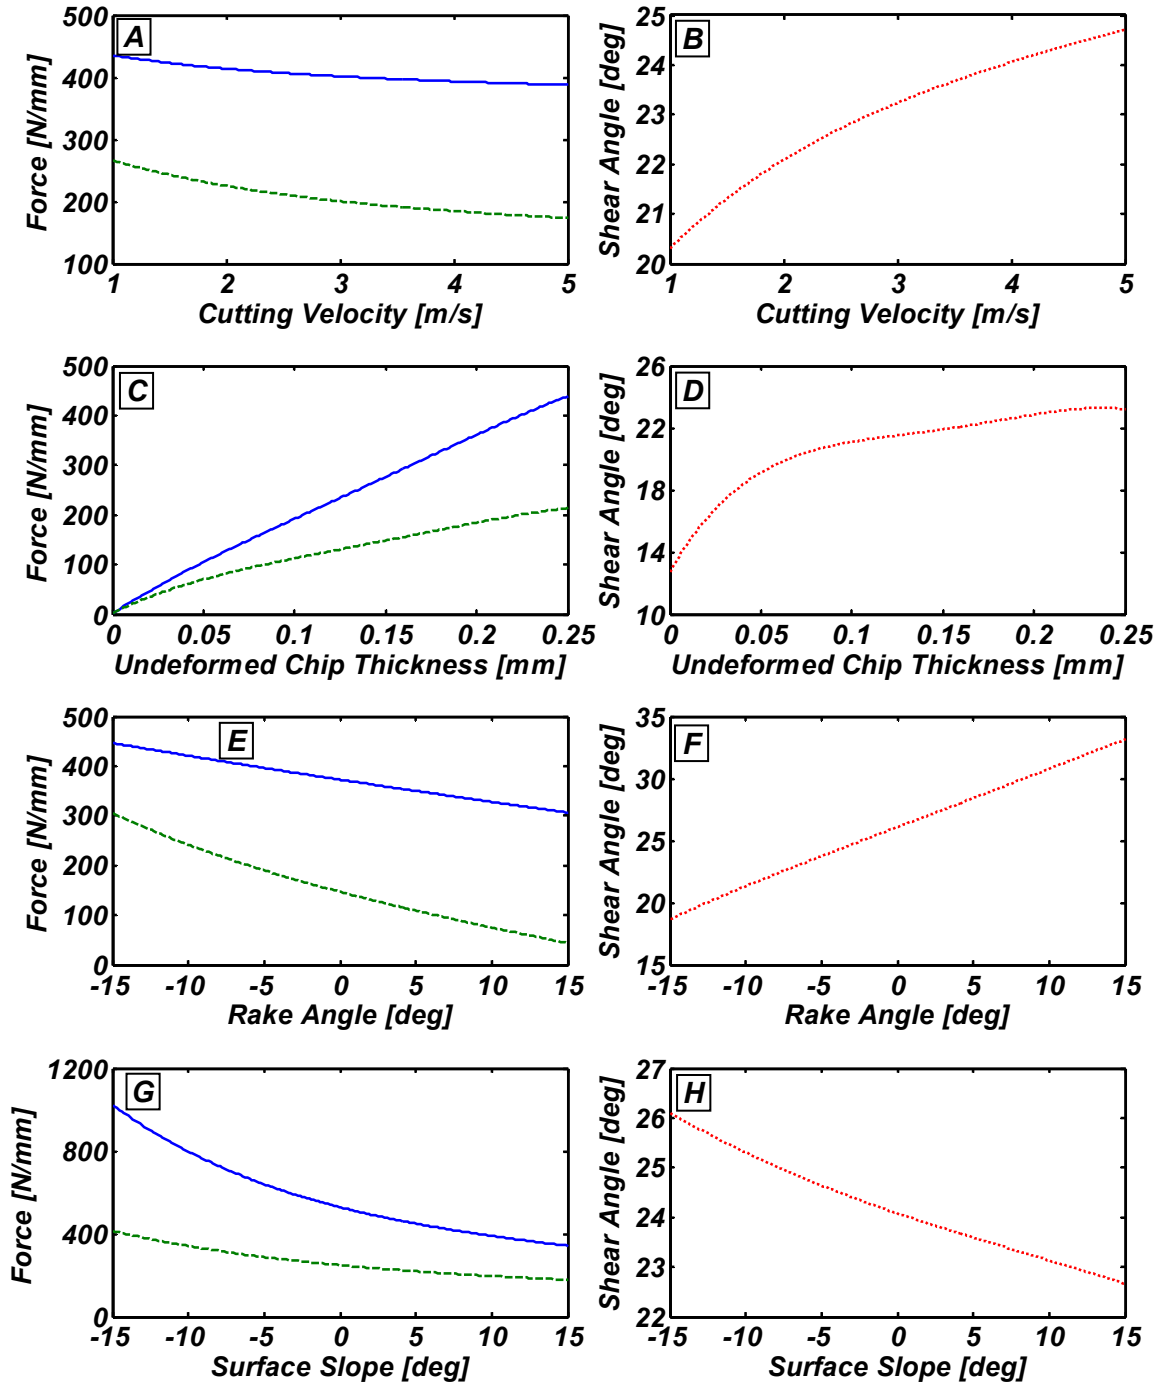 A
Force [N/mm]
500
400
300
200
100
1 2 3 4 5
Cutting Velocity [m/s]
B
Shear Angle [deg]
25
24
23
22
21
20
1 2 3 4 5
Cutting Velocity [m/s]
C
Force [N/mm]
500
400
300
200
100
0
0 0.05 0.1 0.15 0.2 0.25
Undeformed Chip Thickness [mm]
D
Shear Angle [deg]
26
22
18
14
10
0 0.05 0.1 0.15 0.2 0.25
Undeformed Chip Thickness [mm]
E
Force [N/mm]
500
400
300
200
100
0
-15 -10 -5 0 5 10 15
Rake Angle [deg]
F
Shear Angle [deg]
35
30
25
20
15
-15 -10 -5 0 5 10 15
Rake Angle [deg]
G
Force [N/mm]
1200
800
400
0
-15 -10 -5 0 5 10 15
Surface Slope [deg]
H
Shear Angle [deg]
27
26
25
24
23
22
-15 -10 -5 0 5 10 15
Surface Slope [deg]